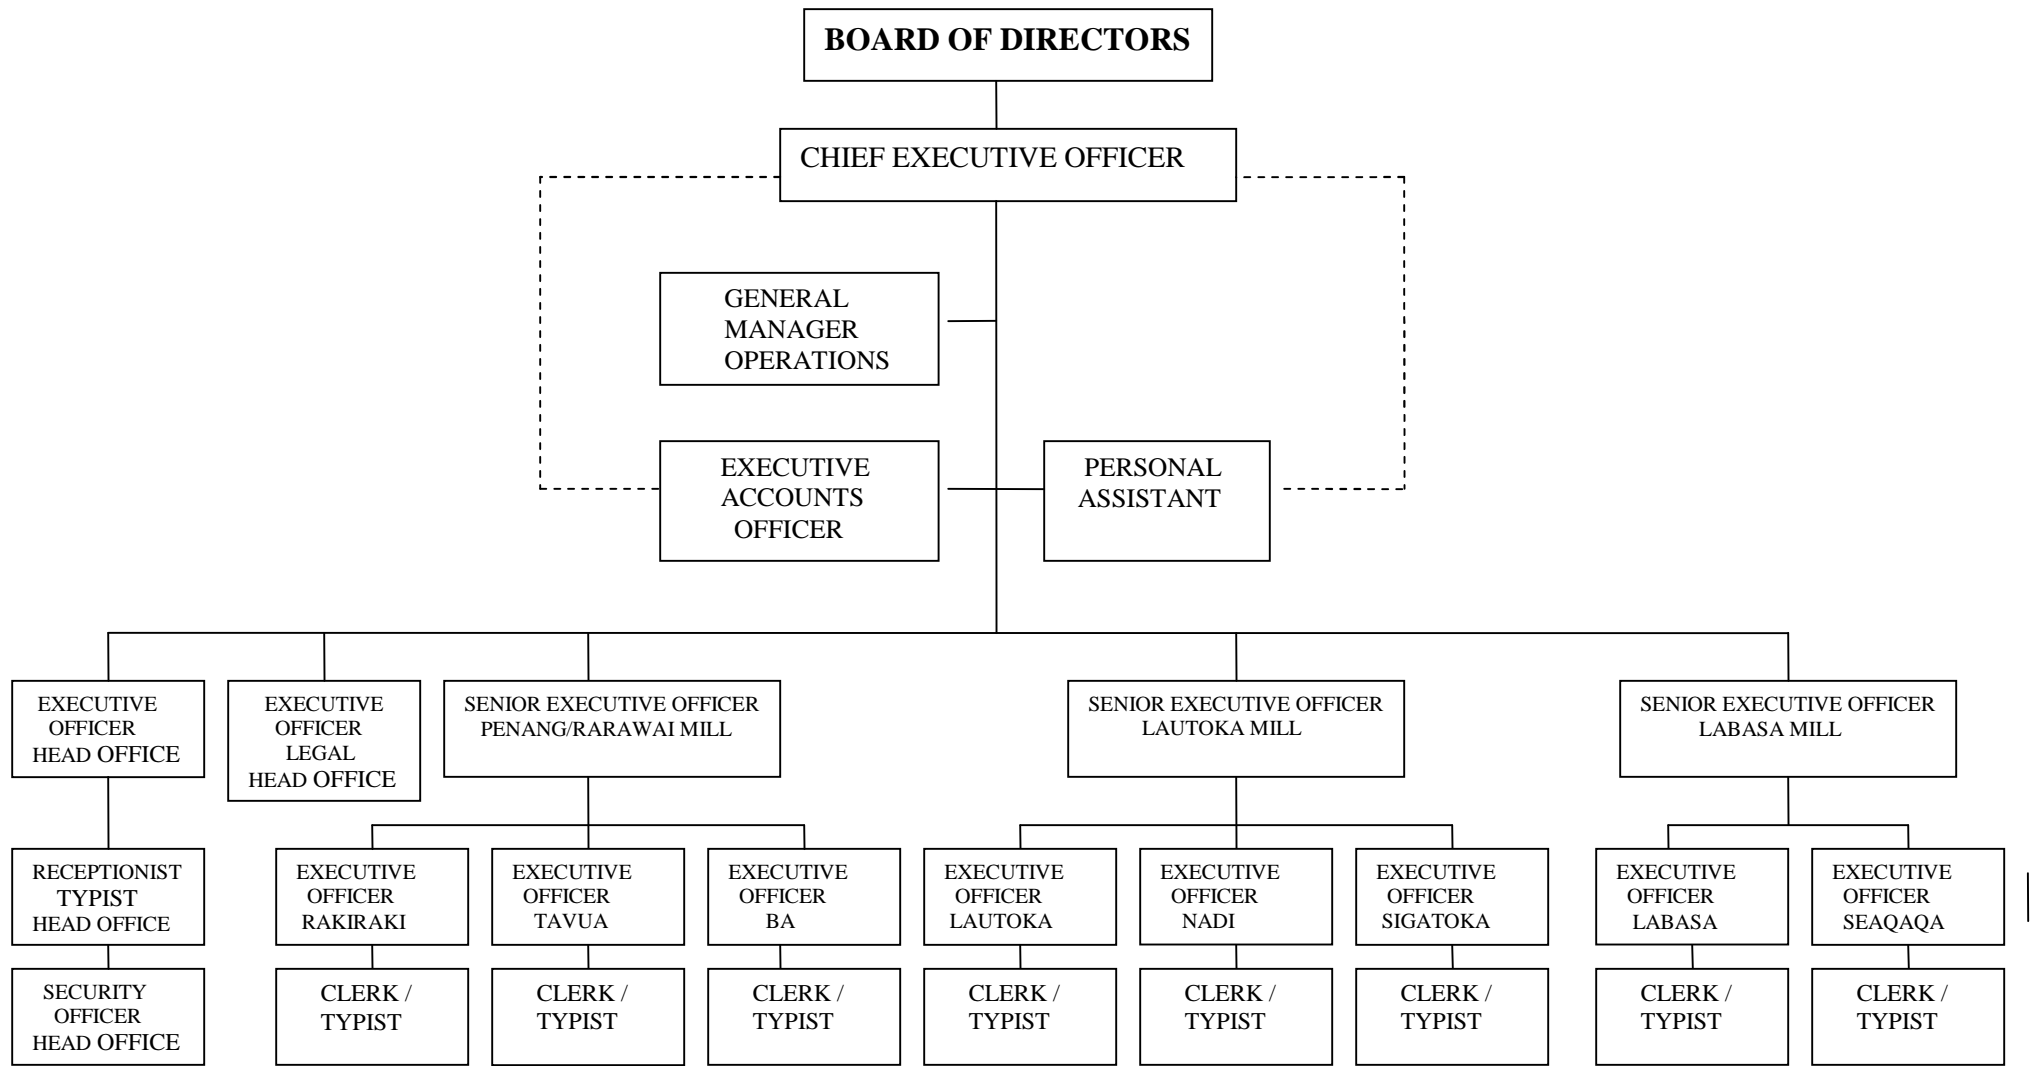 BOARD OF DIRECTORS
CHIEF EXECUTIVE OFFICER
GENERAL
MANAGER
OPERATIONS
EXECUTIVE
ACCOUNTS
OFFICER
PERSONAL
ASSISTANT
EXECUTIVE
OFFICER
HEAD OFFICE
EXECUTIVE
OFFICER
LEGAL
HEAD OFFICE
SENIOR EXECUTIVE OFFICER
PENANG/RARAWAI MILL
SENIOR EXECUTIVE OFFICER
LAUTOKA MILL
SENIOR EXECUTIVE OFFICER
LABASA MILL
RECEPTIONIST
TYPIST
HEAD OFFICE
EXECUTIVE
OFFICER
RAKIRAKI
EXECUTIVE
OFFICER
TAVUA
EXECUTIVE
OFFICER
BA
EXECUTIVE
OFFICER
LAUTOKA
EXECUTIVE
OFFICER
NADI
EXECUTIVE
OFFICER
SIGATOKA
EXECUTIVE
OFFICER
LABASA
EXECUTIVE
OFFICER
SEAQAQA
SECURITY
OFFICER
HEAD OFFICE
CLERK /
TYPIST
CLERK /
TYPIST
CLERK /
TYPIST
CLERK /
TYPIST
CLERK /
TYPIST
CLERK /
TYPIST
CLERK /
TYPIST
CLERK /
TYPIST